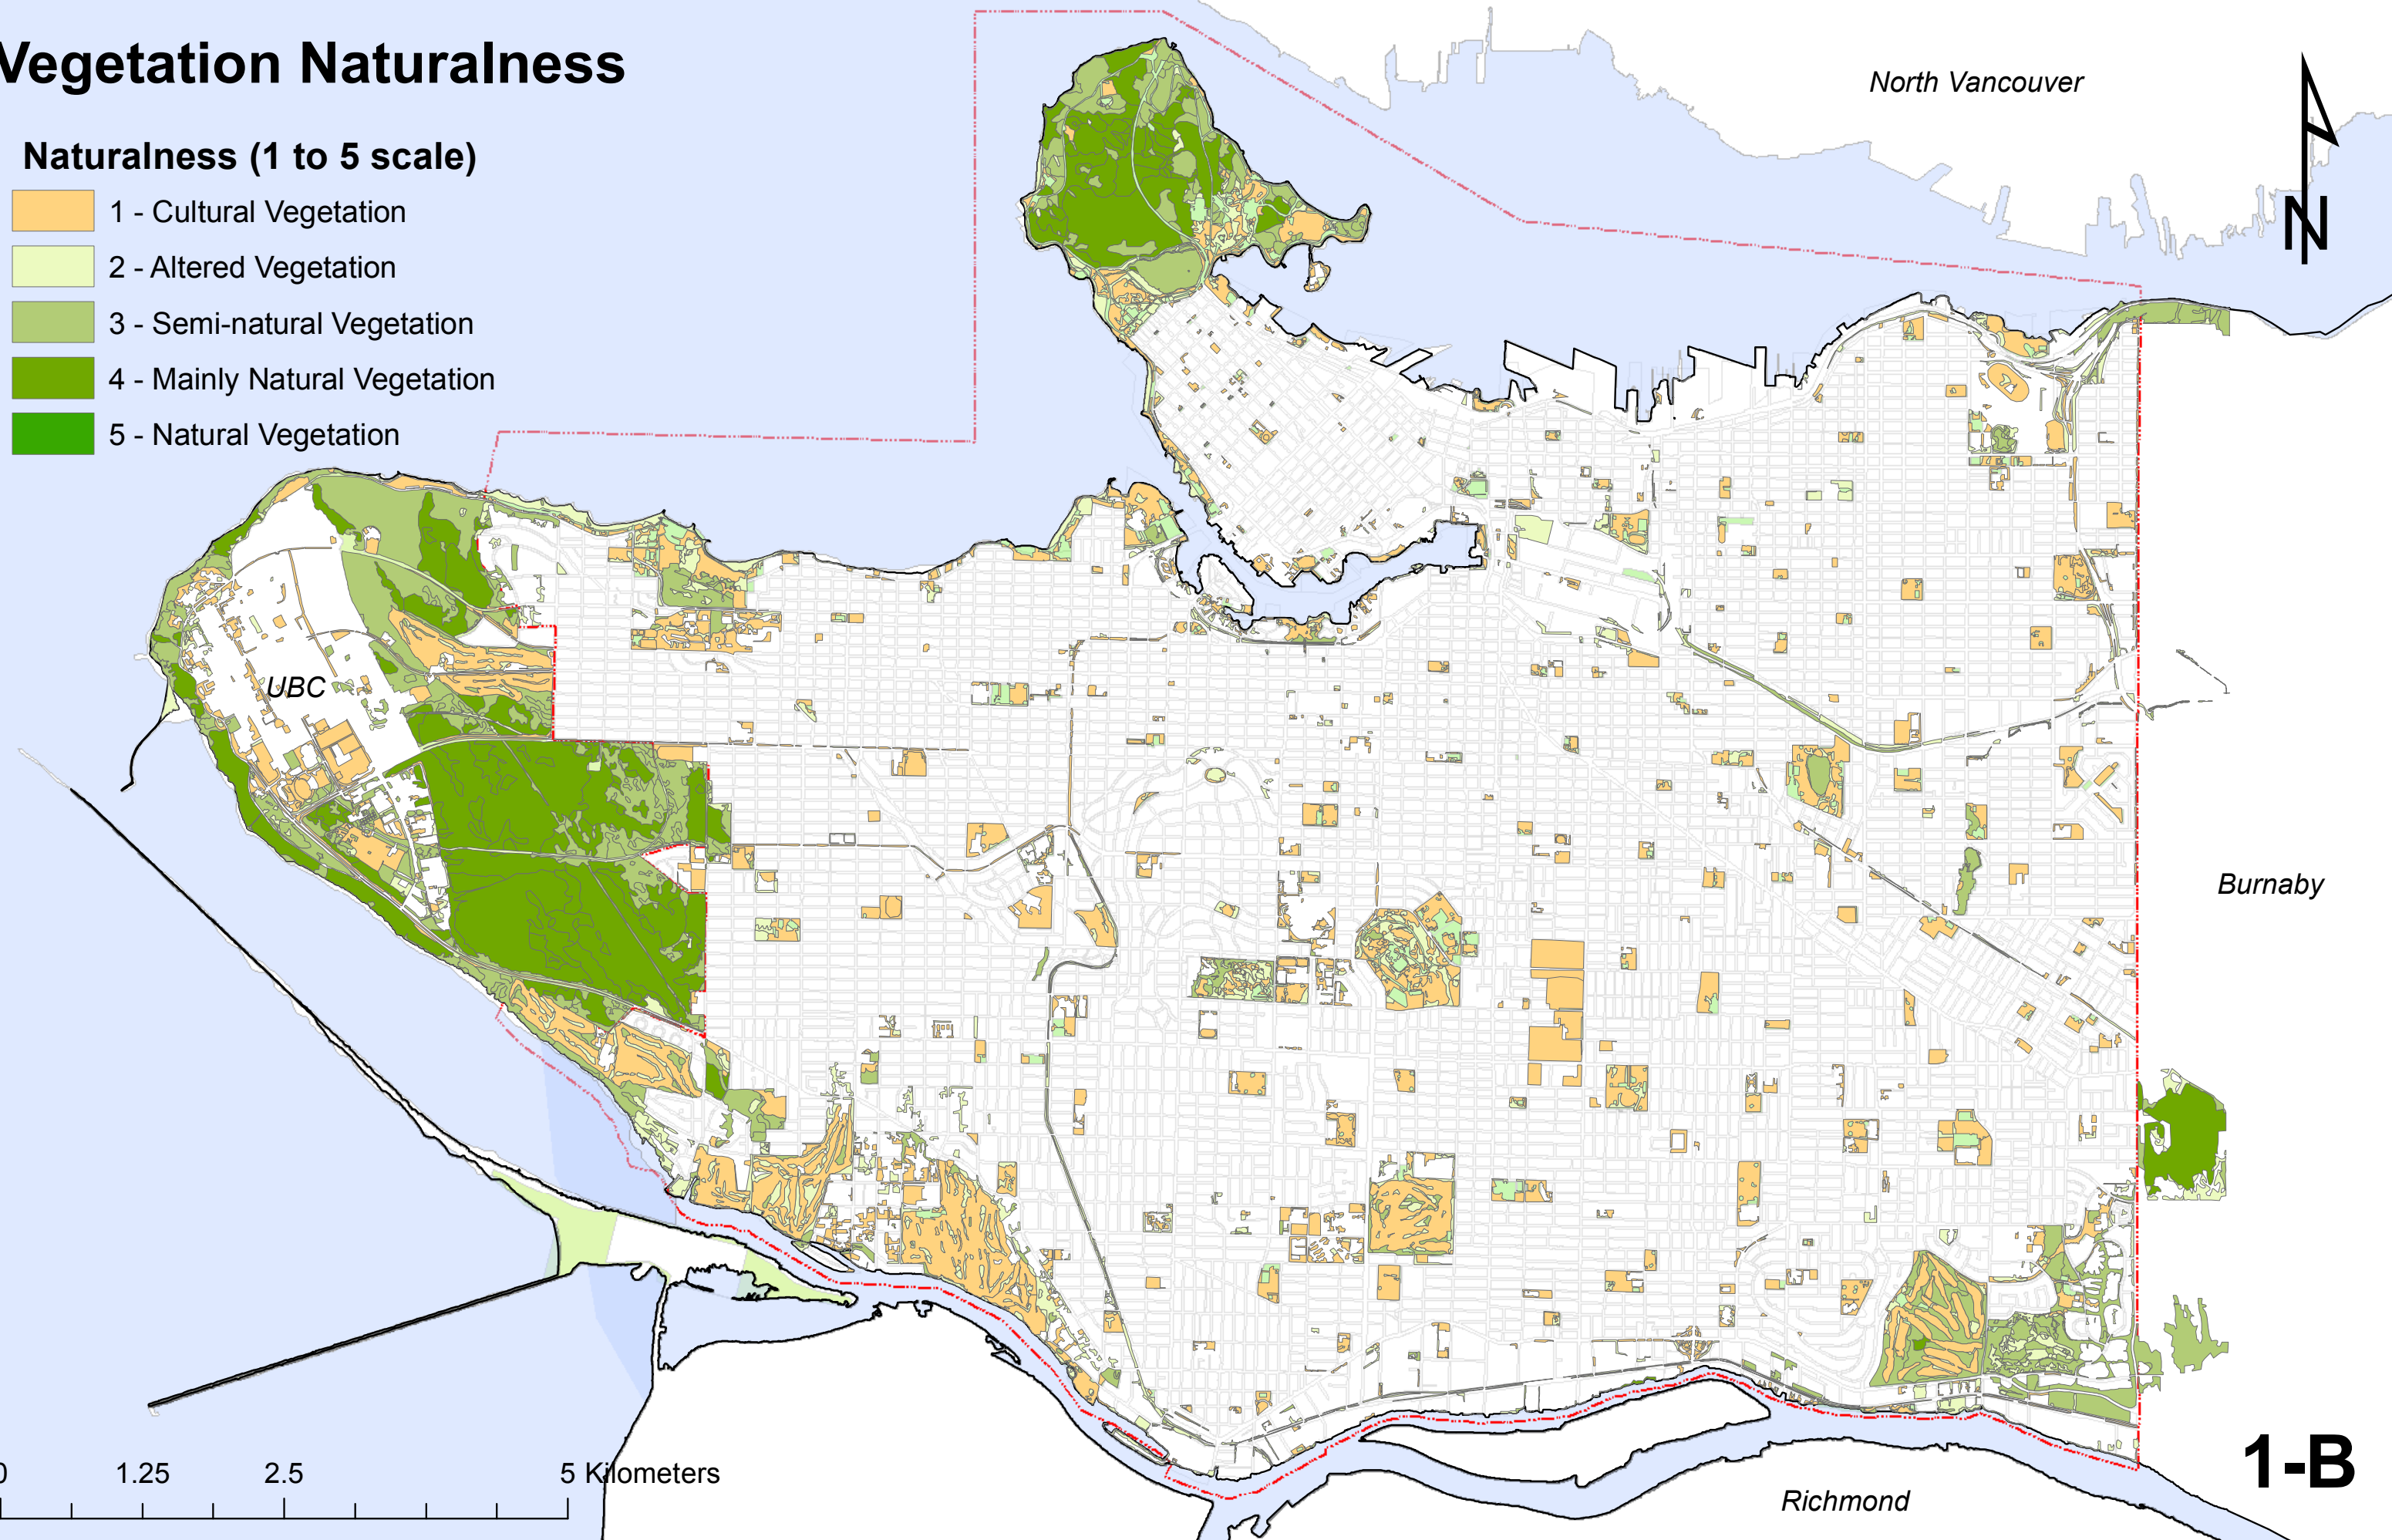 Vegetation Naturalness
Naturalness (1 to 5 scale)
1 - Cultural Vegetation
2 - Altered Vegetation
3 - Semi-natural Vegetation
4 - Mainly Natural Vegetation
5 - Natural Vegetation
North Vancouver
N
UBC
Burnaby
0 1.25 2.5 5 Kilometers
1-B
Richmond